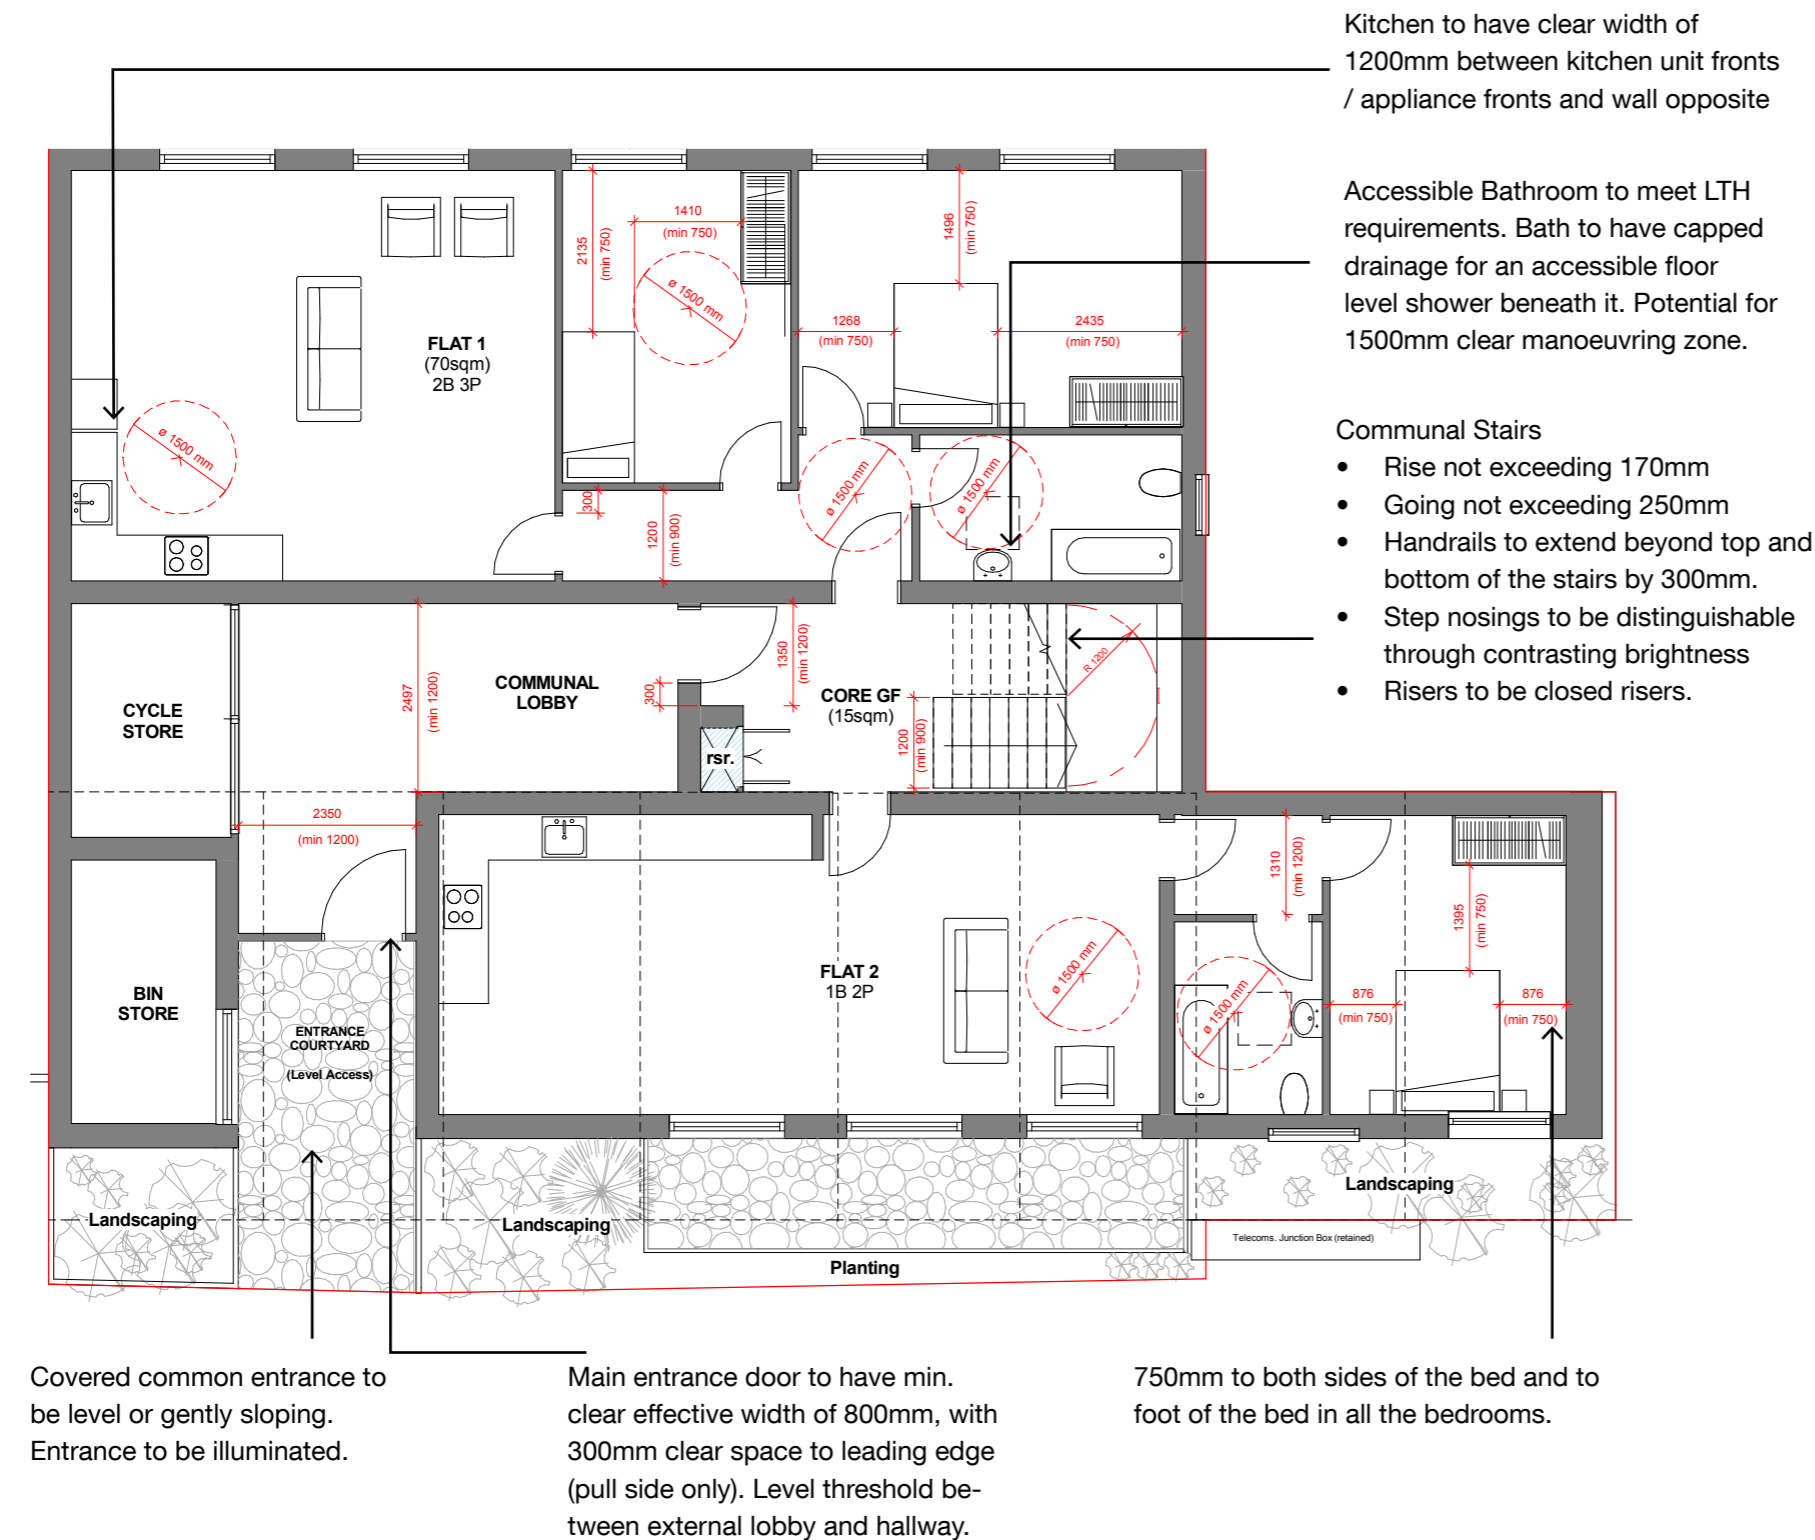 Kitchen to have clear width of
1200mm between kitchen unit fronts
/ appliance fronts and wall opposite
Accessible Bathroom to meet LTH
requirements. Bath to have capped
drainage for an accessible floor
level shower beneath it. Potential for
1500mm clear manoeuvring zone.
Communal Stairs
• Rise not exceeding 170mm
• Going not exceeding 250mm
• Handrails to extend beyond top and
bottom of the stairs by 300mm.
• Step nosings to be distinguishable
through contrasting brightness
• Risers to be closed risers.
1410
(min 750)
2135
(min 750)
ø 1500 mm
1496
(min 750)
1268
(min 750)
2435
(min 750)
FLAT 1
(70sqm)
2B 3P
ø 1500 mm
300
1200
(min 900)
ø 1500 mm
ø 1500 mm
CYCLE
STORE
2497
(min 1200)
COMMUNAL
LOBBY
300
1350
(min 1200)
rsr.
CORE GF
(15sqm)
1200
(min 900)
R 1200
2350
(min 1200)
1310
(min 1200)
1395
(min 750)
BIN
STORE
ENTRANCE
COURTYARD
(Level Access)
FLAT 2
1B 2P
ø 1500 mm
ø 1500 mm
876
(min 750)
876
(min 750)
Landscaping
Landscaping
Landscaping
Planting
Telecoms. Junction Box (retained)
Covered common entrance to
be level or gently sloping.
Entrance to be illuminated.
Main entrance door to have min.
clear effective width of 800mm, with
300mm clear space to leading edge
(pull side only). Level threshold be-
tween external lobby and hallway.
750mm to both sides of the bed and to
foot of the bed in all the bedrooms.